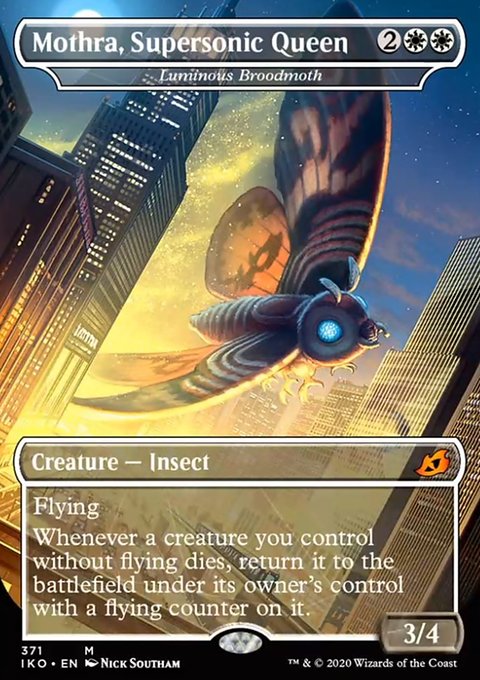 Mothra, Supersonic Queen 2
Luminous Broodmoth
Creature — Insect
Flying
Whenever a creature you control
without flying dies, return it to the
battlefield under its owner's control
with a flying counter on it.
3/4
371 M
IKO • EN Nick Southam
™ & © 2020 Wizards of the Coast